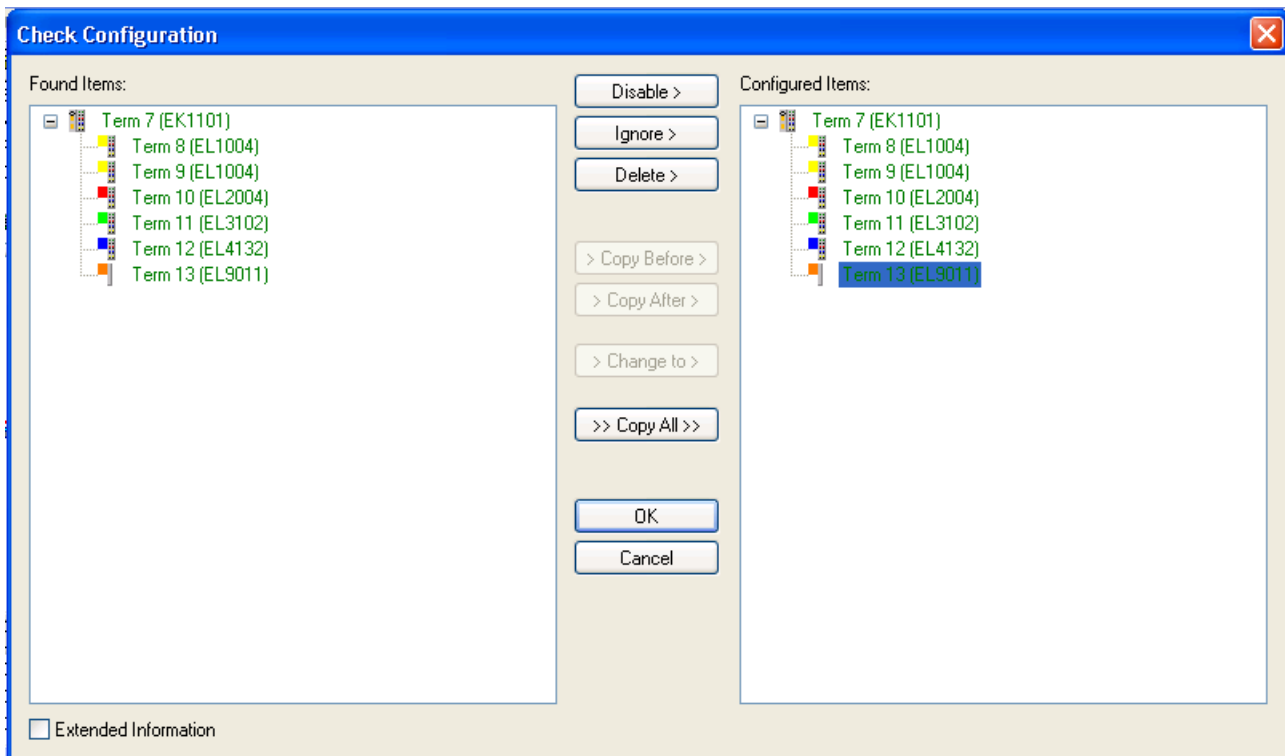 Check Configuration
Found Items:
Term 7 (EK1101)
Term 8 (EL1004)
Term 9 (EL1004)
Term 10 (EL2004)
Term 11 (EL3102)
Term 12 (EL4132)
Term 13 (EL9011)
Disable >
Ignore >
Delete >
> Copy Before >
> Copy After >
> Change to >
>> Copy All >>
OK
Cancel
Configured Items:
Term 7 (EK1101)
Term 8 (EL1004)
Term 9 (EL1004)
Term 10 (EL2004)
Term 11 (EL3102)
Term 12 (EL4132)
Term 13 (EL9011)
Extended Information